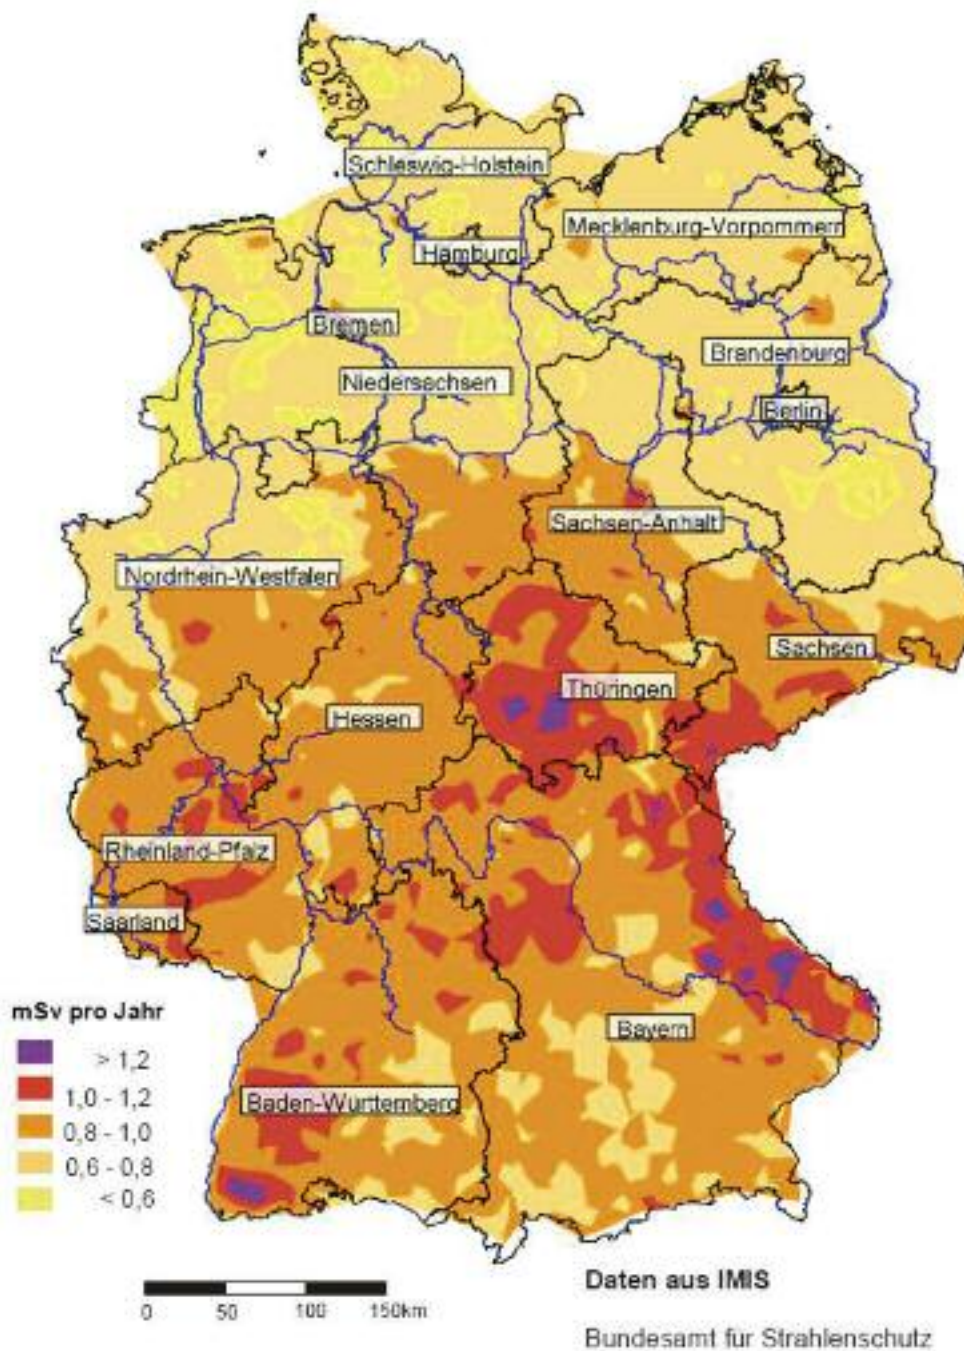 Schleswig-Holstein
Mecklenburg-Vorpommern
Hamburg
Bremen
Brandenburg
Niedersachsen
Berlin
Sachsen-Anhalt
Nordrhein-Westfalen
Sachsen
Thüringen
Hessen
Rheinland-Pfalz
Saarland
mSv pro Jahr
> 1,2
1,0 - 1,2
0,8 - 1,0
0,6 - 0,8
< 0,6
Bayern
Baden-Württemberg
0 50 100 150km
Daten aus IMIS
Bundesamt für Strahlenschutz